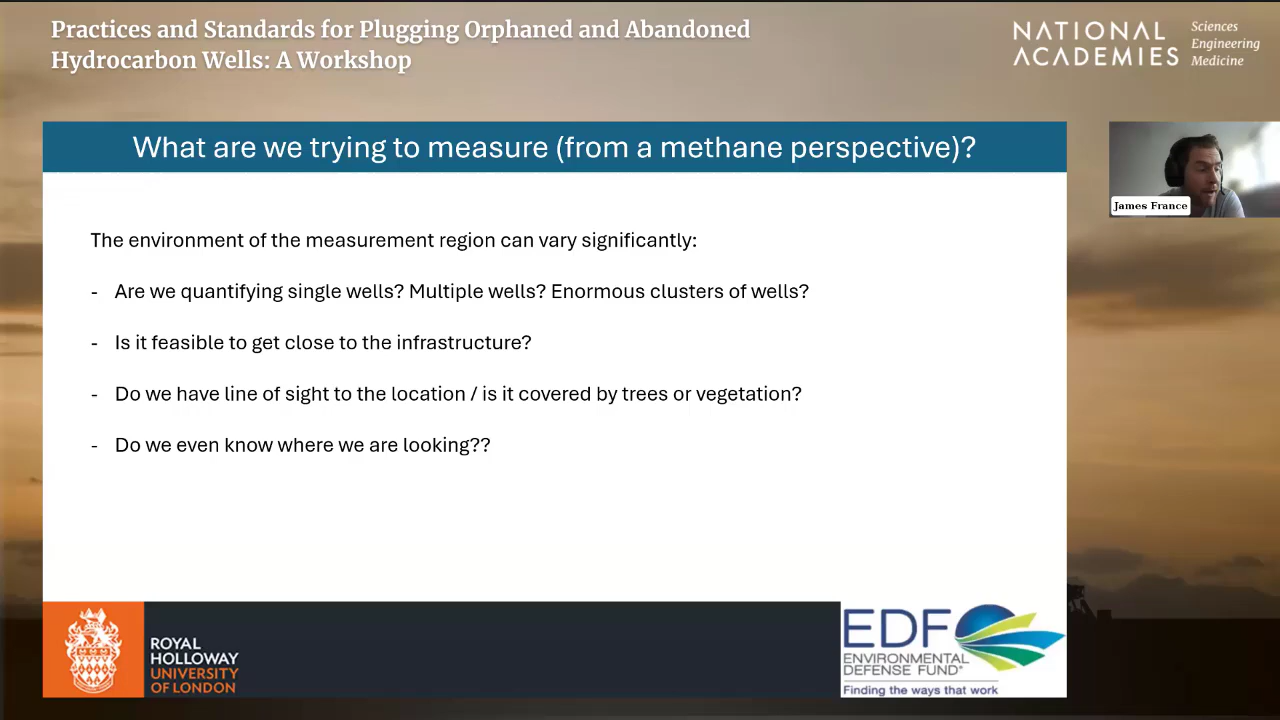 Practices and Standards for Plugging Orphaned and Abandoned
Hydrocarbon Wells: A Workshop
NATIONAL
ACADEMIES
Sciences
Engineering
Medicine
What are we trying to measure (from a methane perspective)?
James France
The environment of the measurement region can vary significantly:
- Are we quantifying single wells? Multiple wells? Enormous clusters of wells?
- Is it feasible to get close to the infrastructure?
- Do we have line of sight to the location / is it covered by trees or vegetation?
- Do we even know where we are looking??
ROYAL
HOLLOWAY
UNIVERSITY
OF LONDON
EDF
ENVIRONMENTAL
DEFENSE FUND®
Finding the ways that work